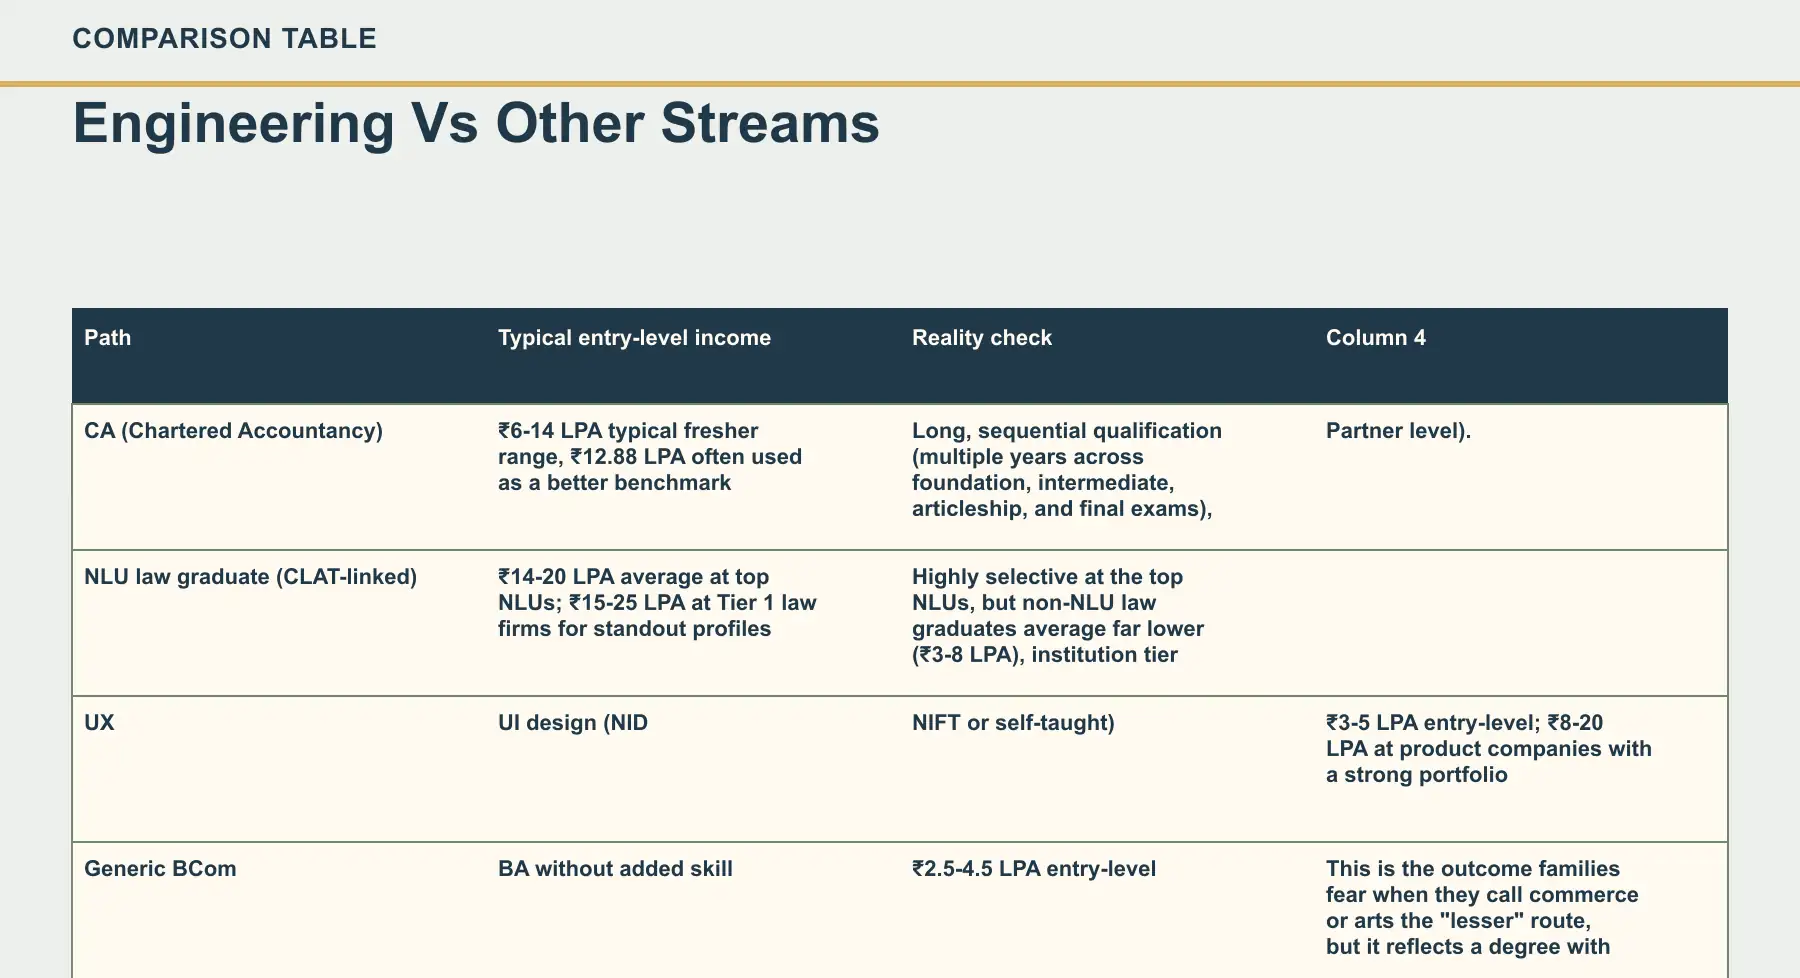 COMPARISON TABLE
Engineering Vs Other Streams
Path
Typical entry-level income
Reality check
Column 4
CA (Chartered Accountancy)
₹6-14 LPA typical fresher
range, ₹12.88 LPA often used
as a better benchmark
Long, sequential qualification
(multiple years across
foundation, intermediate,
articleship, and final exams),
Partner level).
NLU law graduate (CLAT-linked)
₹14-20 LPA average at top
NLUs; ₹15-25 LPA at Tier 1 law
firms for standout profiles
Highly selective at the top
NLUs, but non-NLU law
graduates average far lower
(₹3-8 LPA), institution tier
UX
UI design (NID
NIFT or self-taught)
₹3-5 LPA entry-level; ₹8-20
LPA at product companies with
a strong portfolio
Generic BCom
BA without added skill
₹2.5-4.5 LPA entry-level
This is the outcome families
fear when they call commerce
or arts the "lesser" route,
but it reflects a degree with